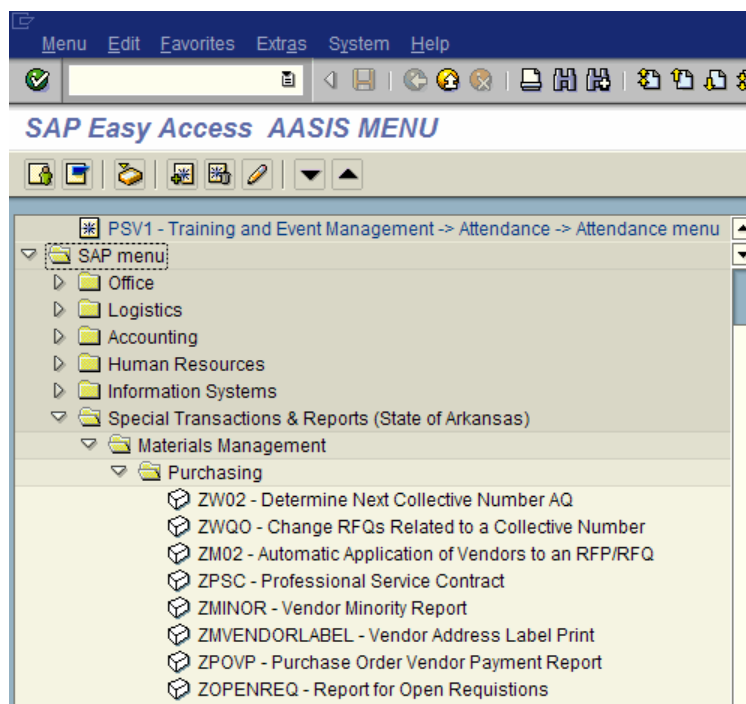 Menu Edit Favorites Extras System Help
SAP Easy Access AASIS MENU
PSV1 - Training and Event Management -> Attendance -> Attendance menu
SAP menu
Office
Logistics
Accounting
Human Resources
Information Systems
Special Transactions & Reports (State of Arkansas)
Materials Management
Purchasing
ZW02 - Determine Next Collective Number AQ
ZWQO - Change RFQs Related to a Collective Number
ZM02 - Automatic Application of Vendors to an RFP/RFQ
ZPSC - Professional Service Contract
ZMINOR - Vendor Minority Report
ZMVENDORLABEL - Vendor Address Label Print
ZPOVP - Purchase Order Vendor Payment Report
ZOPENREQ - Report for Open Requistions